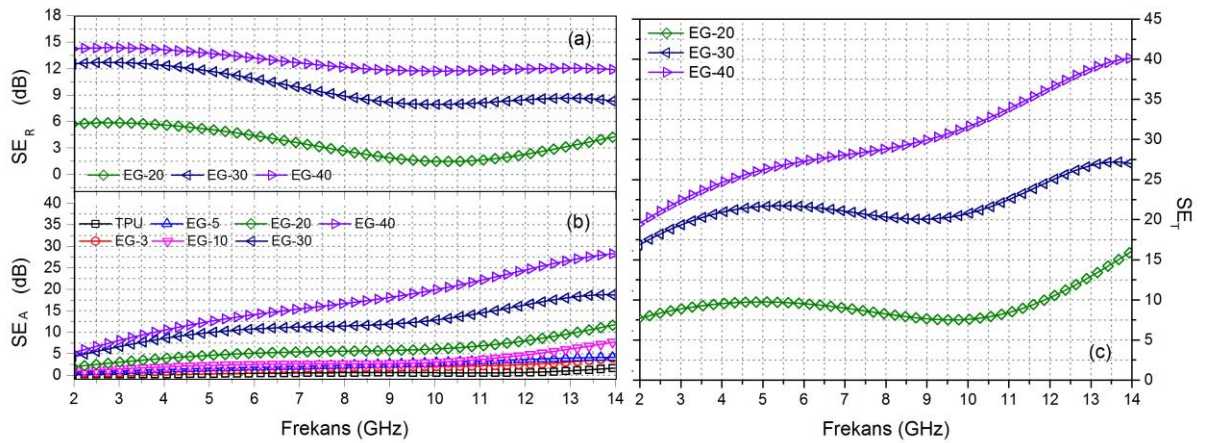 18
15
12
9
6
3
0
SE_R (dB)
(a)
EG-20 EG-30 EG-40
40
35
30
25
20
15
10
5
0
SE_A (dB)
TPU EG-5 EG-20 EG-40
EG-3 EG-10 EG-30
(b)
2 3 4 5 6 7 8 9 10 11 12 13 14
Frekans (GHz)
EG-20
EG-30
EG-40
(c)
45
40
35
30
25
20
15
10
5
0
SE_T
2 3 4 5 6 7 8 9 10 11 12 13 14
Frekans (GHz)